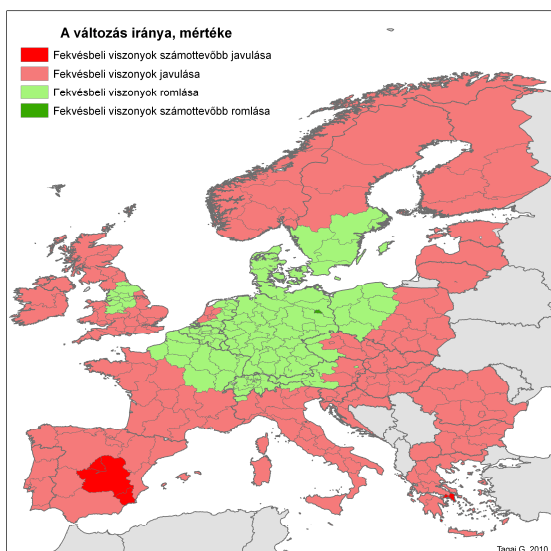 A változás iránya, mértéke
Fekvésbeli viszonyok számottevőbb javulása
Fekvésbeli viszonyok javulása
Fekvésbeli viszonyok romlása
Fekvésbeli viszonyok számottevőbb romlása
Tagai G. 2010